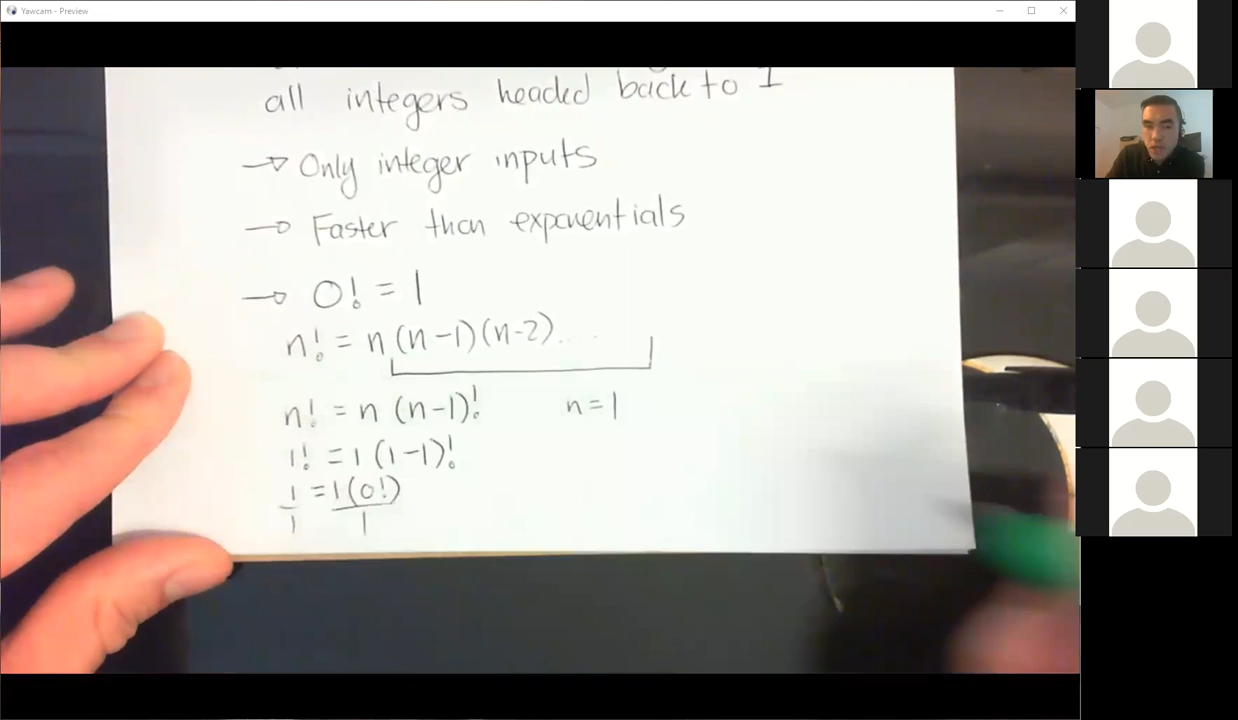 Yawcam - Preview
all integers headed back to 1
→ Only integer inputs
→ Faster than exponentials
→ 0! = 1
n! = n (n-1)(n-2)....
n! = n (n-1)! n=1
1! = 1 (1-1)!
1/1 = 1(0!)/1